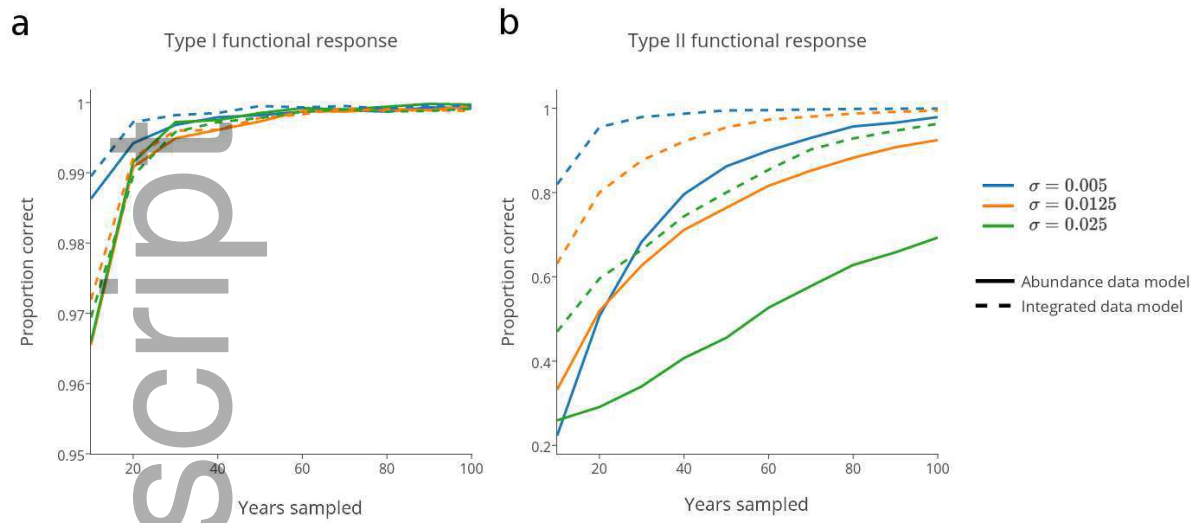 a
Type I functional response
Proportion correct
1
0.99
0.98
0.97
0.96
0.95
20
40
60
80
100
Years sampled
script
b
Type II functional response
Proportion correct
1
0.8
0.6
0.4
0.2
20
40
60
80
100
Years sampled
σ = 0.005
σ = 0.0125
σ = 0.025
Abundance data model
Integrated data model